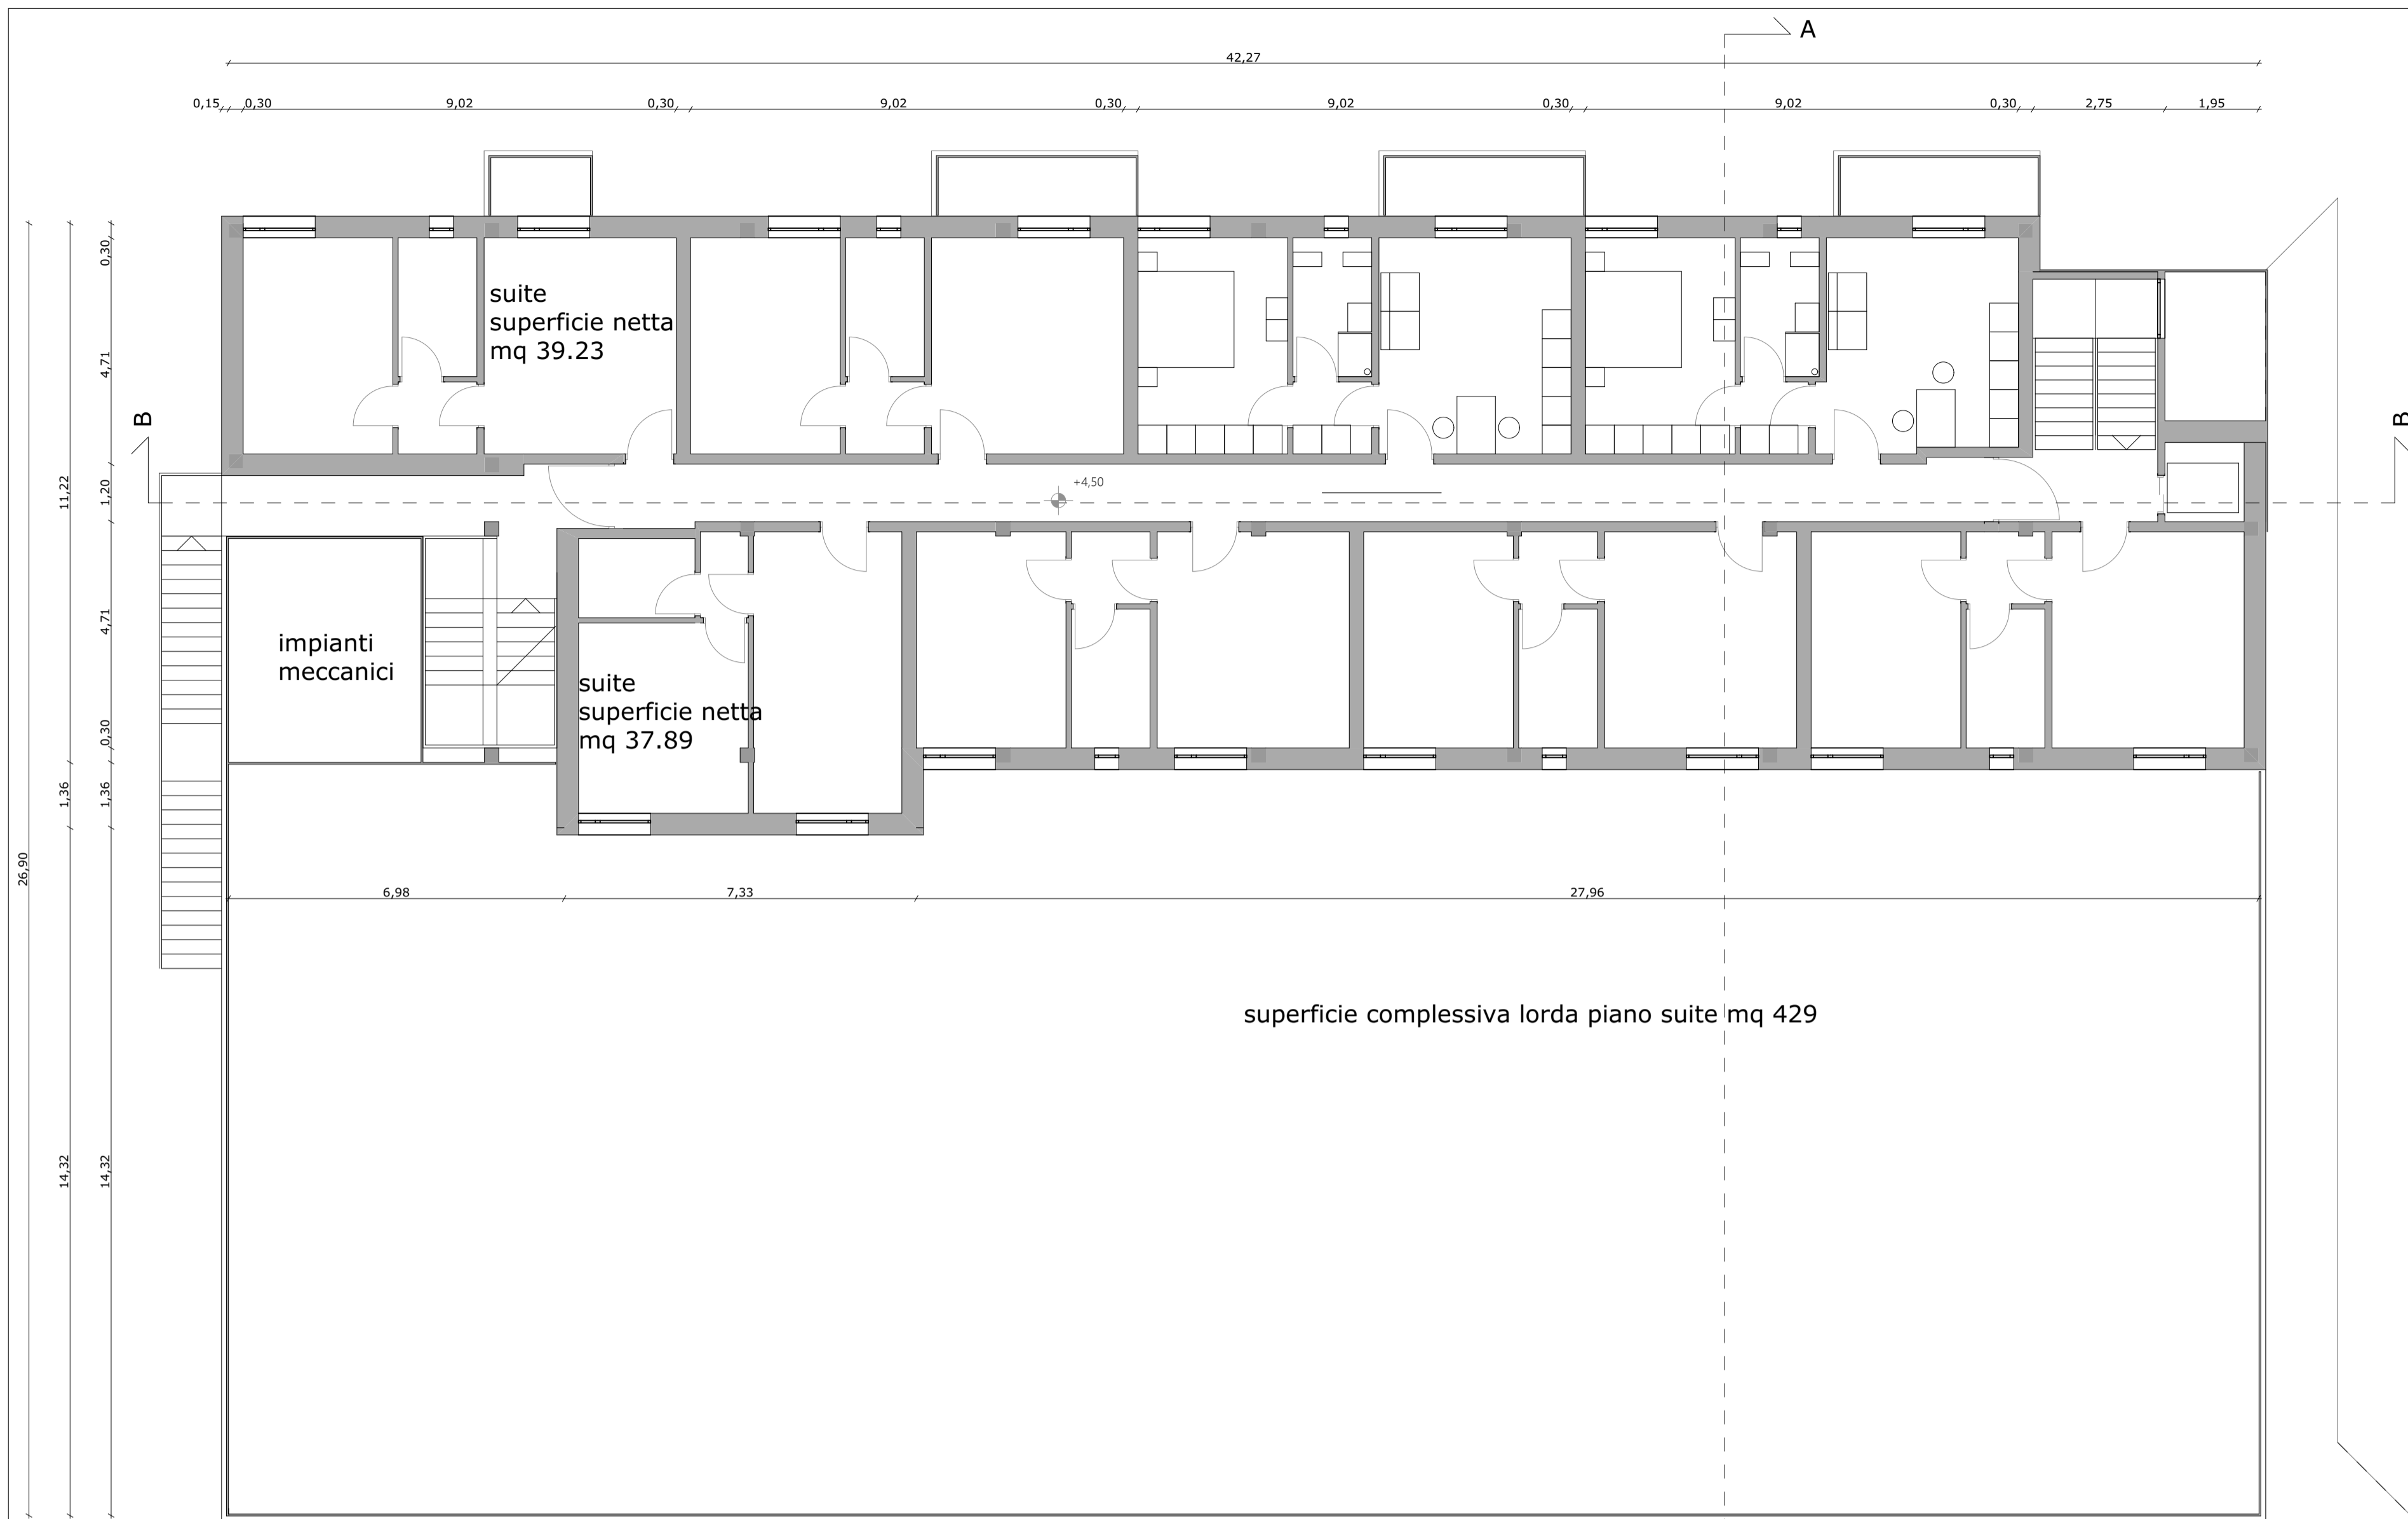 A
42,27
0,15 0,30 9,02 0,30 9,02 0,30 9,02 0,30 9,02 0,30 2,75 1,95
0,30
suite
superficie netta
mq 39.23
4,71
B
B
+4,50
11,22
1,20
4,71
impianti
meccanici
suite
superficie netta
mq 37.89
0,30
1,36
1,36
26,90
6,98 7,33 27,96
superficie complessiva lorda piano suite mq 429
14,32
14,32